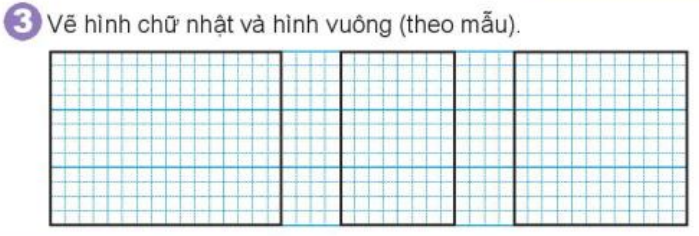 3 Vẽ hình chữ nhật và hình vuông (theo mẫu).